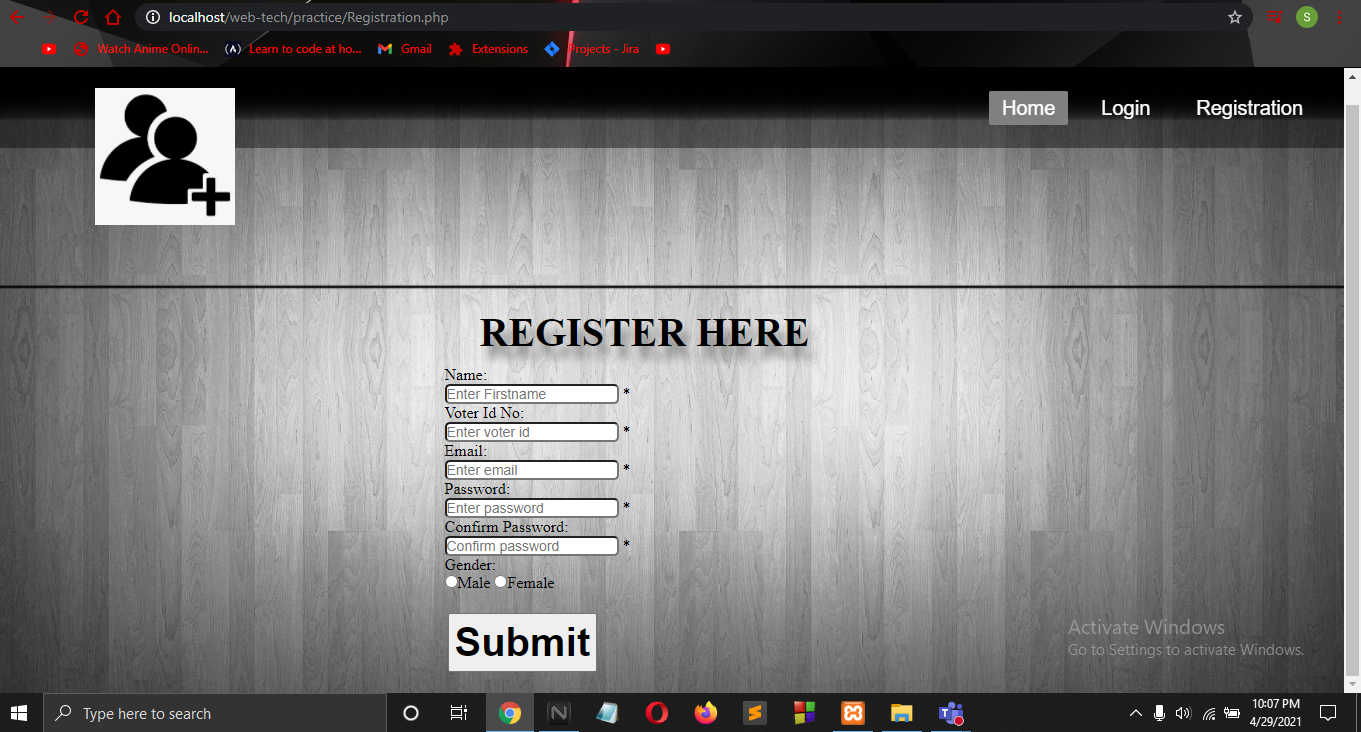 localhost/web-tech/practice/Registration.php
S
Watch Anime Onlin...
Learn to code at ho...
Gmail
Extensions
Projects - Jira
Home
Login
Registration
REGISTER HERE
Name:
Enter Firstname *
Voter Id No:
Enter voter id *
Email:
Enter email *
Password:
Enter password *
Confirm Password:
Confirm password *
Gender:
Male Female
Submit
Activate Windows
Go to Settings to activate Windows.
Type here to search
10:07 PM
4/29/2021